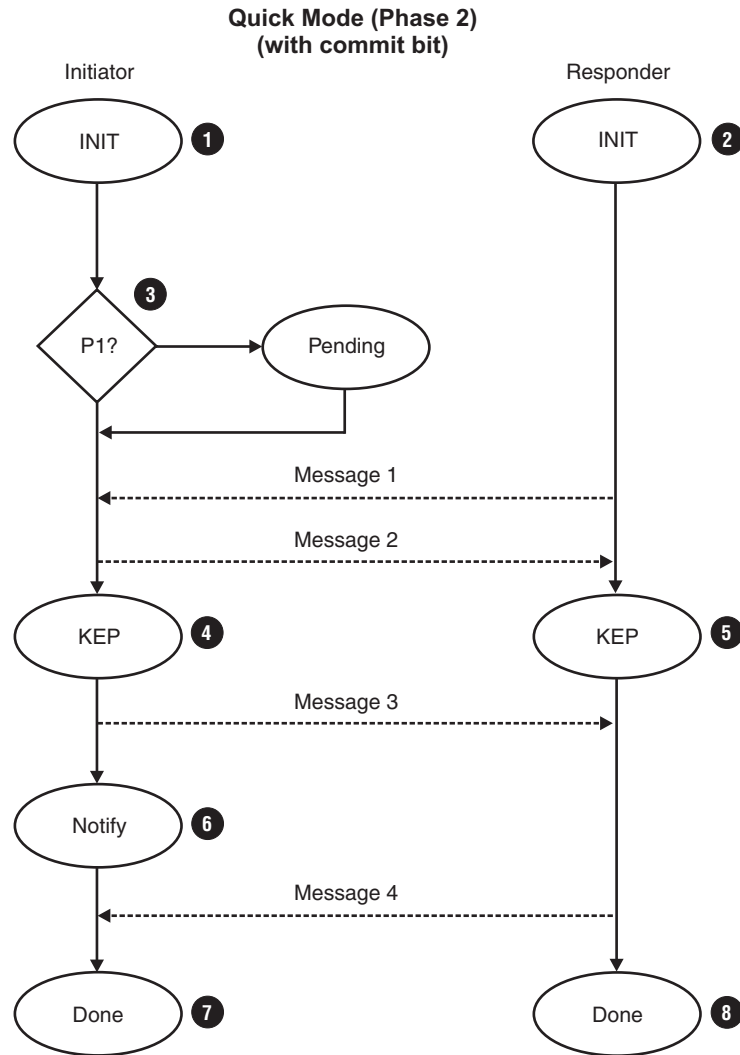 Quick Mode (Phase 2)
(with commit bit)
Initiator
Responder
INIT
1
INIT
2
3
P1?
Pending
Message 1
Message 2
KEP
4
KEP
5
Message 3
Notify
6
Message 4
Done
7
Done
8